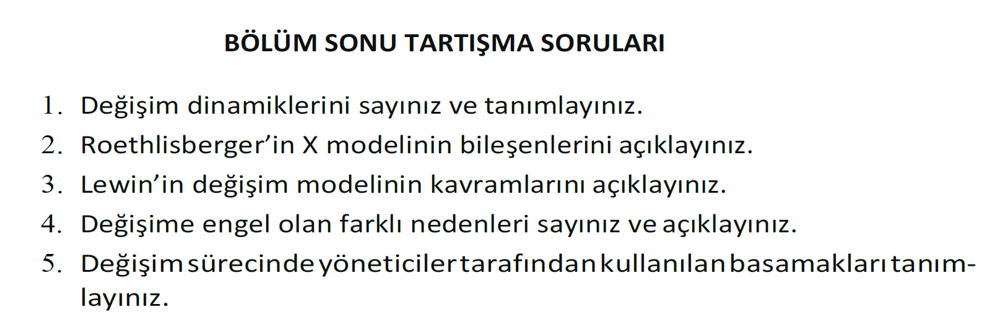 BÖLÜM SONU TARTIŞMA SORULARI
1. Değişim dinamiklerini sayınız ve tanımlayınız.
2. Roethlisberger’in X modelinin bileşenlerini açıklayınız.
3. Lewin’in değişim modelinin kavramlarını açıklayınız.
4. Değişime engel olan farklı nedenleri sayınız ve açıklayınız.
5. Değişim sürecinde yöneticiler tarafından kullanılan basamakları tanım-
layınız.